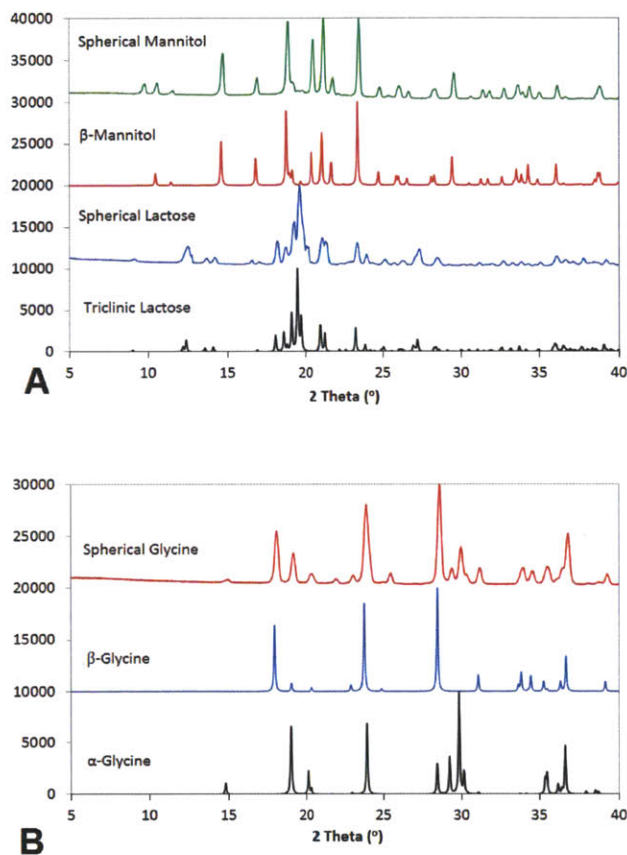 40000
Spherical Mannitol
35000
30000
β-Mannitol
25000
20000
Spherical Lactose
15000
10000
Triclinic Lactose
5000
0
5 10 15 20 25 30 35 40
2 Theta (°)
A
30000
Spherical Glycine
25000
20000
β-Glycine
15000
10000
α-Glycine
5000
0
5 10 15 20 25 30 35 40
2 Theta (°)
B